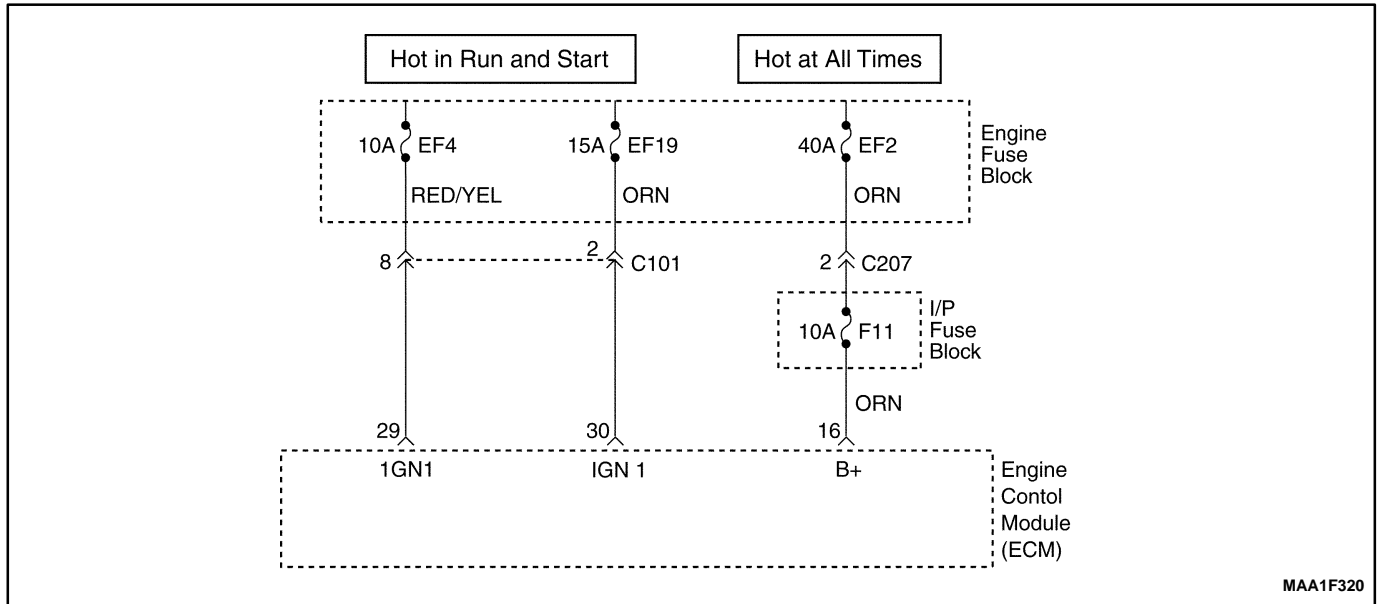 Hot in Run and Start
Hot at All Times
10A EF4
15A EF19
40A EF2
Engine
Fuse
Block
RED/YEL
ORN
ORN
8
2
C101
2
C207
10A F11
I/P
Fuse
Block
ORN
29
30
16
1GN1
IGN 1
B+
Engine
Contol
Module
(ECM)
MAA1F320